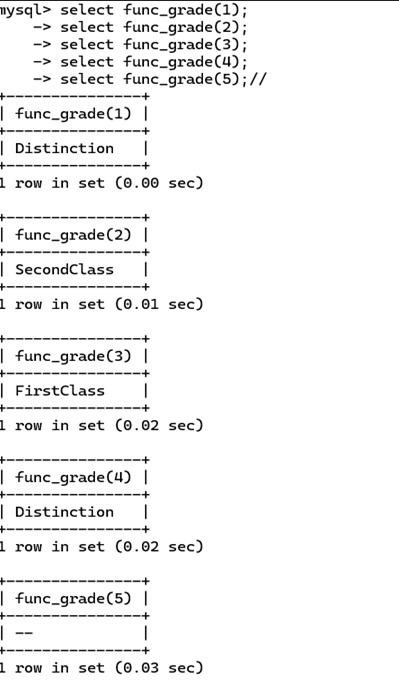 mysql> select func_grade(1);
    -> select func_grade(2);
    -> select func_grade(3);
    -> select func_grade(4);
    -> select func_grade(5);//
+---------------+
| func_grade(1) |
+---------------+
| Distinction   |
+---------------+
1 row in set (0.00 sec)

+---------------+
| func_grade(2) |
+---------------+
| SecondClass   |
+---------------+
1 row in set (0.01 sec)

+---------------+
| func_grade(3) |
+---------------+
| FirstClass    |
+---------------+
1 row in set (0.02 sec)

+---------------+
| func_grade(4) |
+---------------+
| Distinction   |
+---------------+
1 row in set (0.02 sec)

+---------------+
| func_grade(5) |
+---------------+
| --            |
+---------------+
1 row in set (0.03 sec)